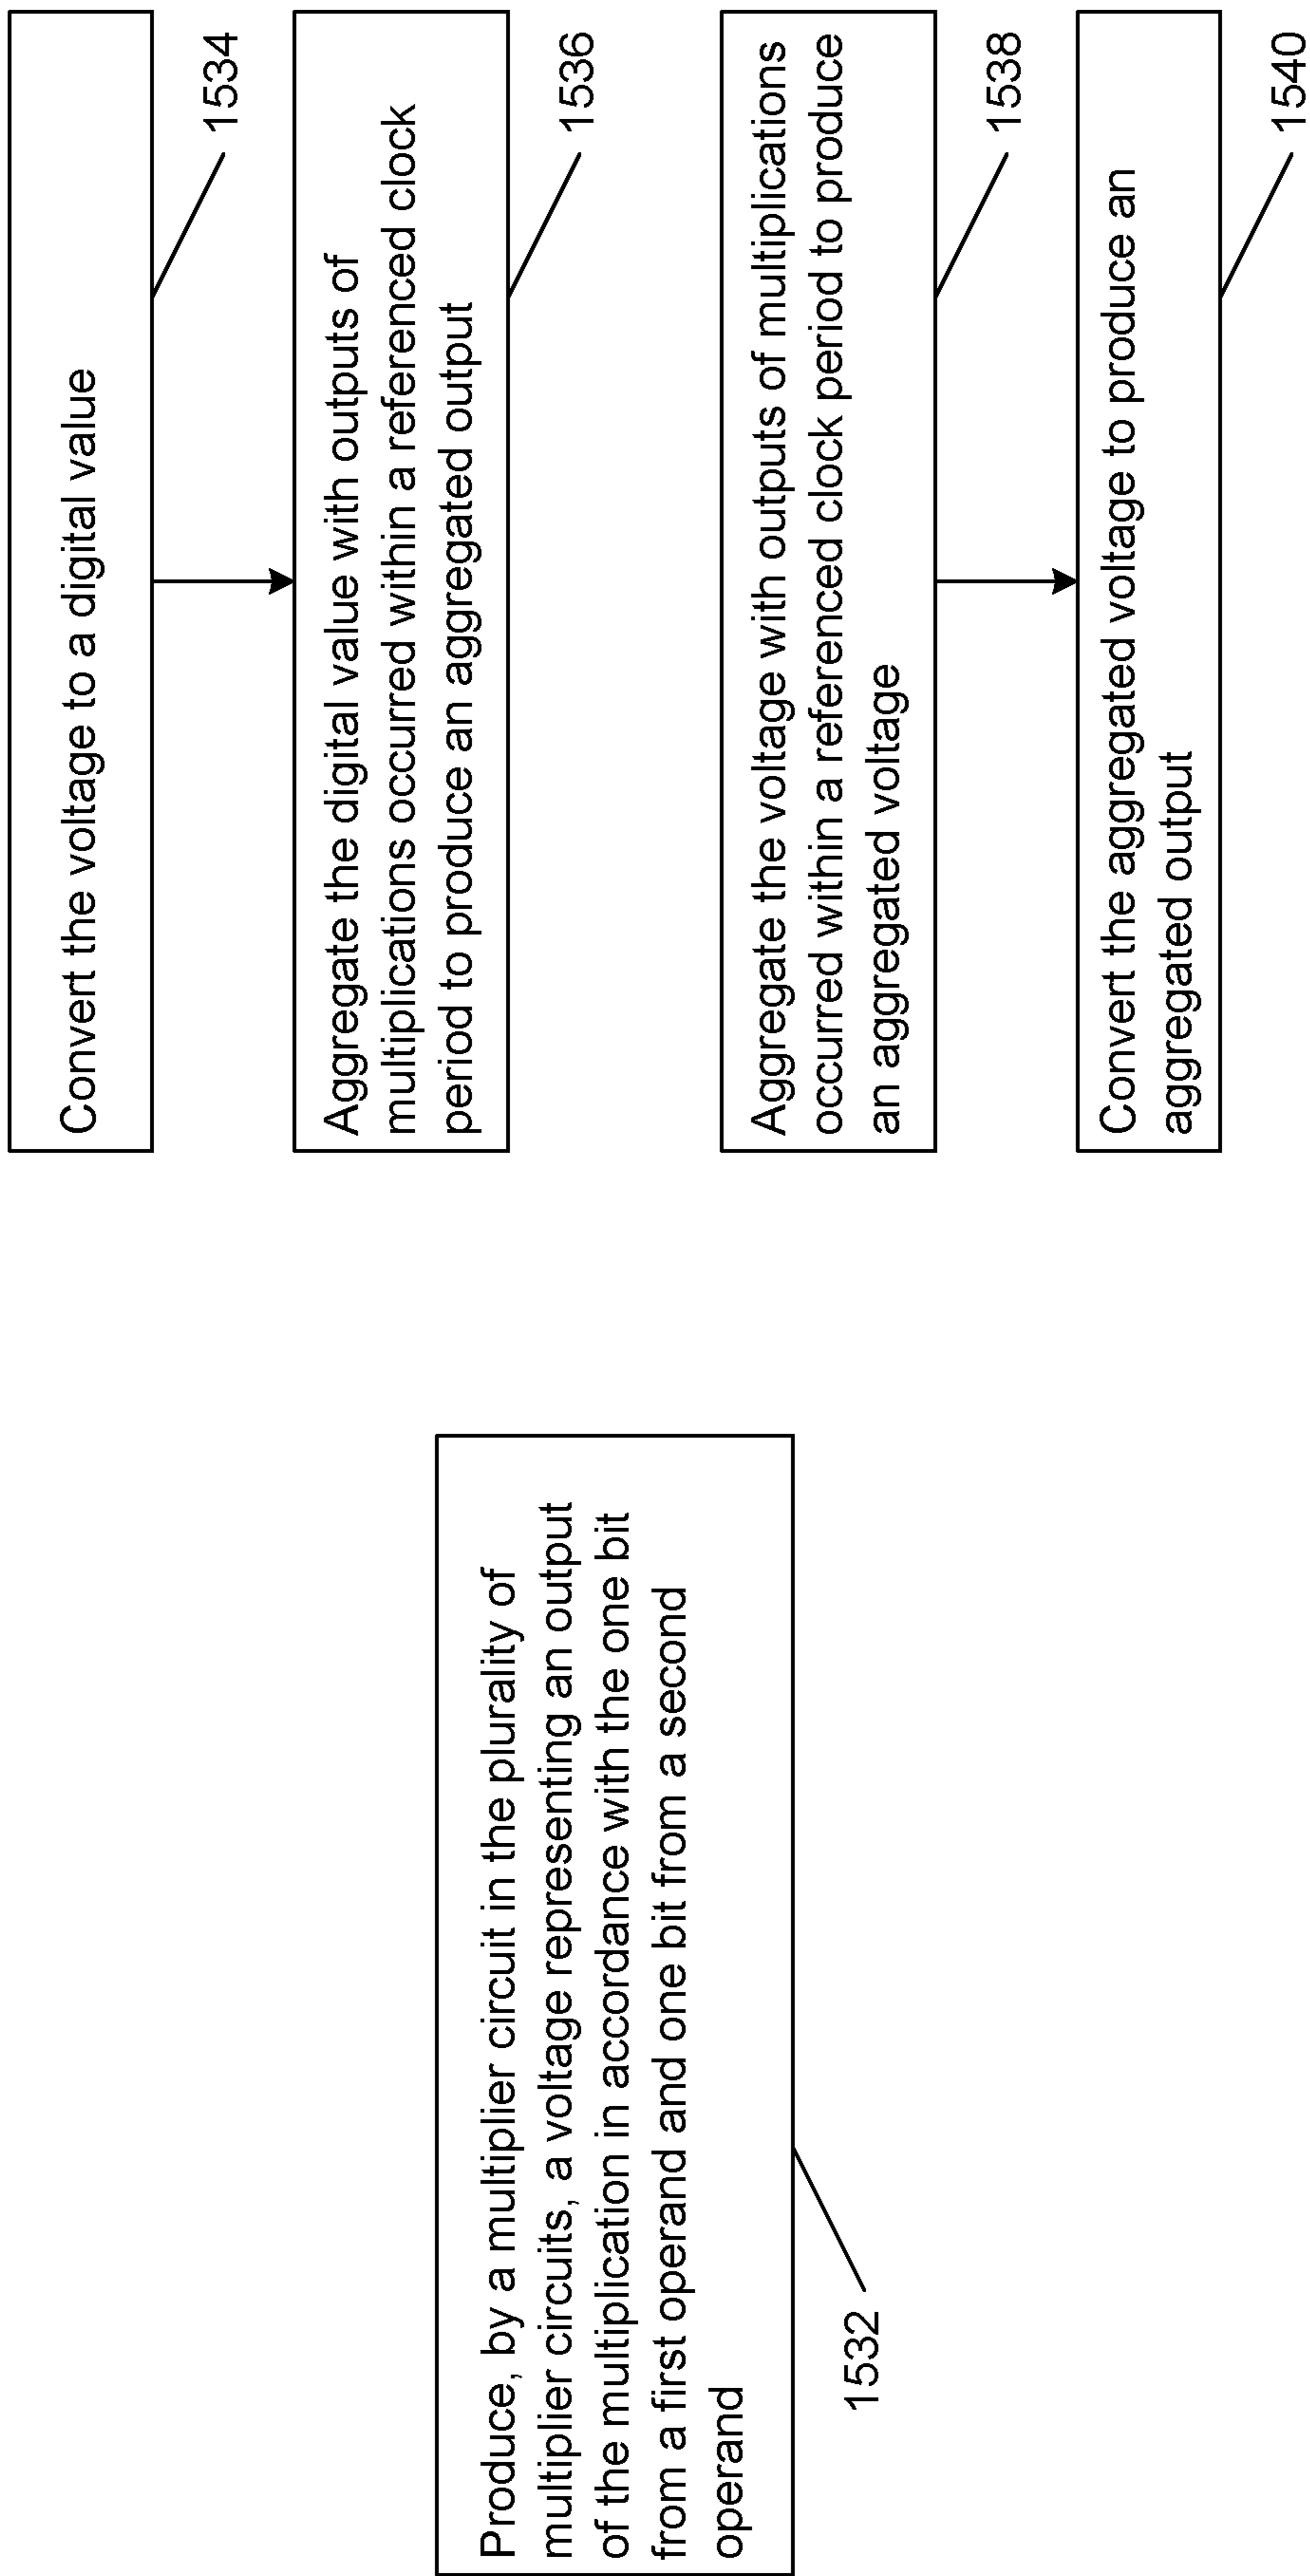 Produce, by a multiplier circuit in the plurality of
multiplier circuits, a voltage representing an output
of the multiplication in accordance with the one bit
from a first operand and one bit from a second
operand
1532
Convert the voltage to a digital value
1534
Aggregate the digital value with outputs of
multiplications occurred within a referenced clock
period to produce an aggregated output
1536
Aggregate the voltage with outputs of multiplications
occurred within a referenced clock period to produce
an aggregated voltage
1538
Convert the aggregated voltage to produce an
aggregated output
1540